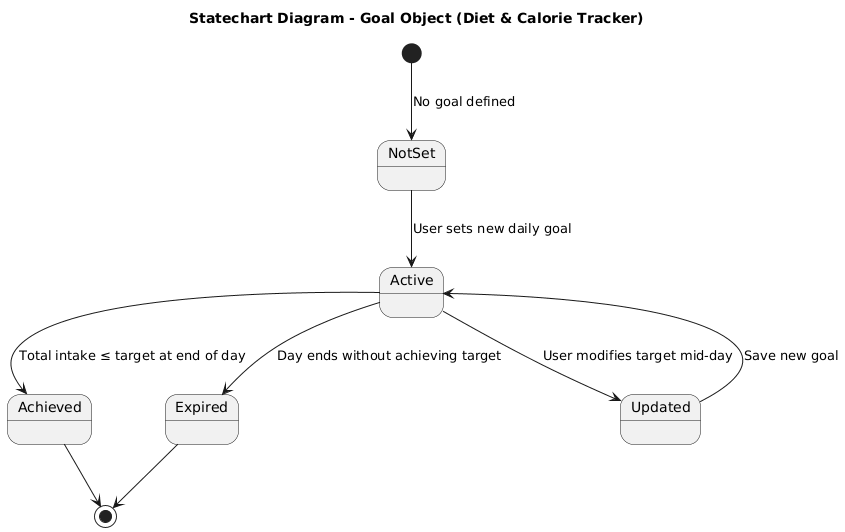 Statechart Diagram - Goal Object (Diet & Calorie Tracker)
No goal defined
NotSet
User sets new daily goal
Active
Total intake ≤ target at end of day
Day ends without achieving target
User modifies target mid-day
Save new goal
Achieved
Expired
Updated